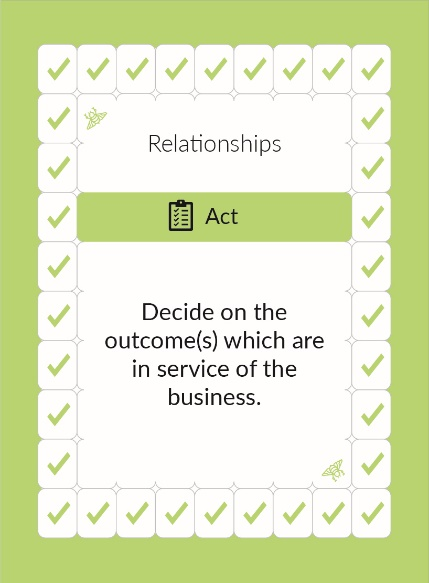 Relationships
Act
Decide on the
outcome(s) which are
in service of the
business.